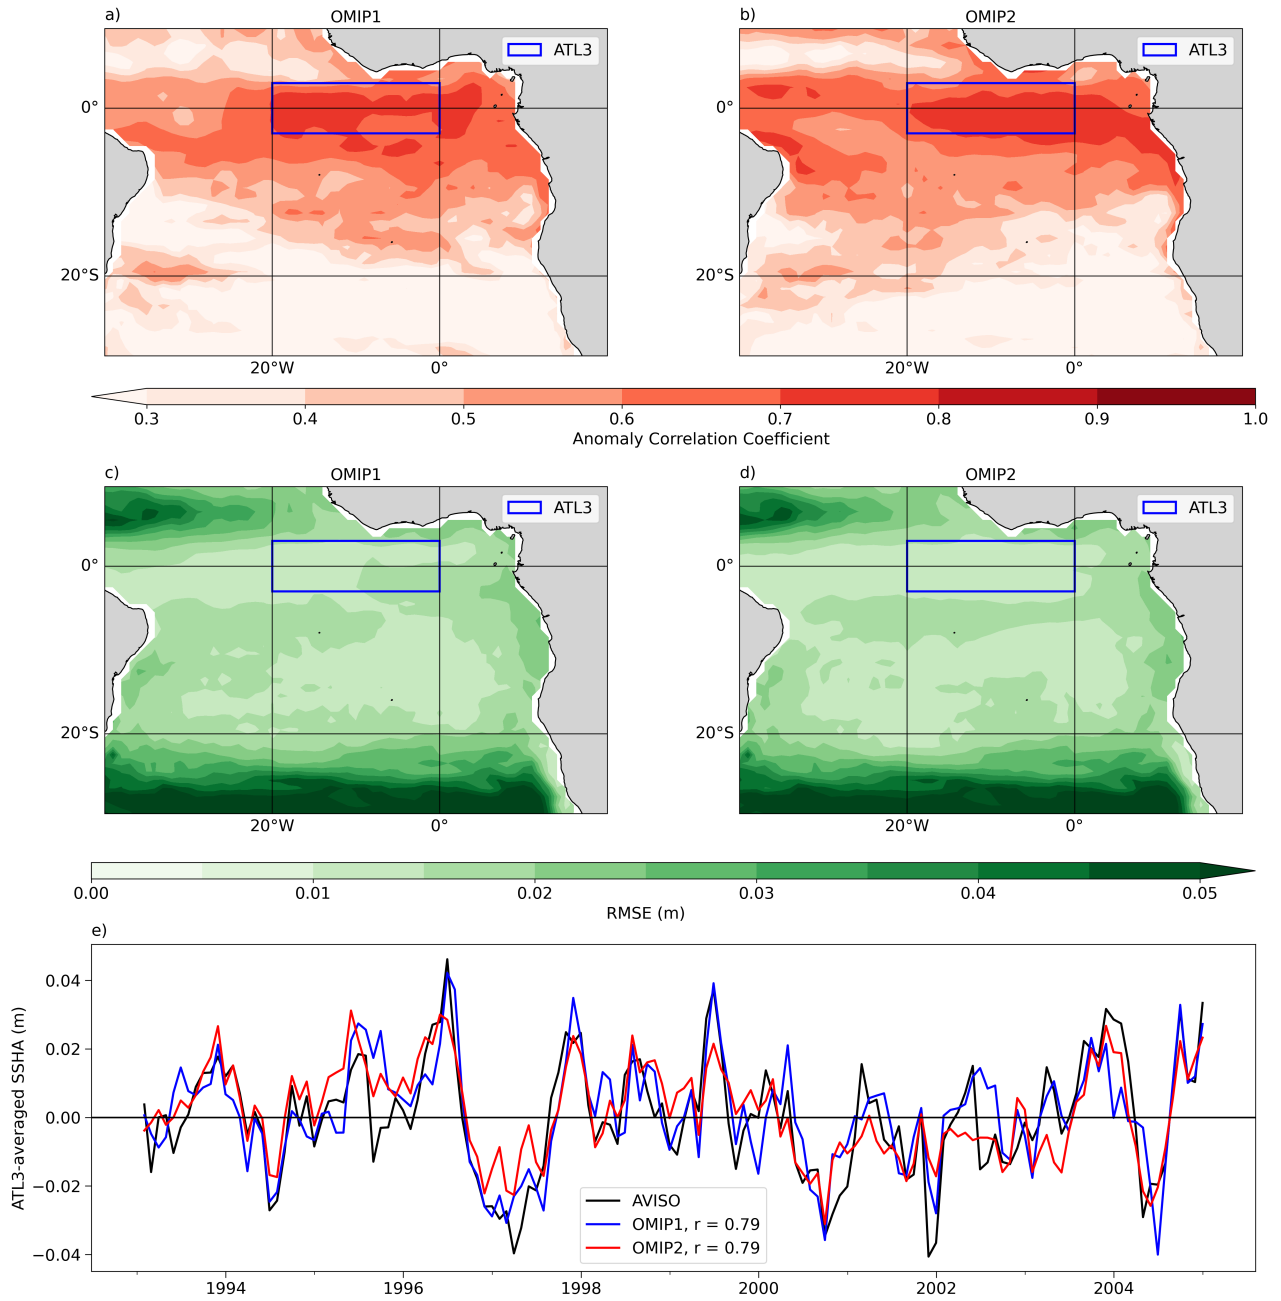 a) OMIP1
b) OMIP2
ATL3
ATL3
0°
0°
20°S
20°S
20°W 0°
20°W 0°
0.3 0.4 0.5 0.6 0.7 0.8 0.9 1.0
Anomaly Correlation Coefficient
c) OMIP1
d) OMIP2
ATL3
ATL3
0°
0°
20°S
20°S
20°W 0°
20°W 0°
0.00 0.01 0.02 0.03 0.04 0.05
RMSE (m)
e)
ATL3-averaged SSHA (m)
0.04
0.02
0.00
−0.02
−0.04
AVISO
OMIP1, r = 0.79
OMIP2, r = 0.79
1994 1996 1998 2000 2002 2004